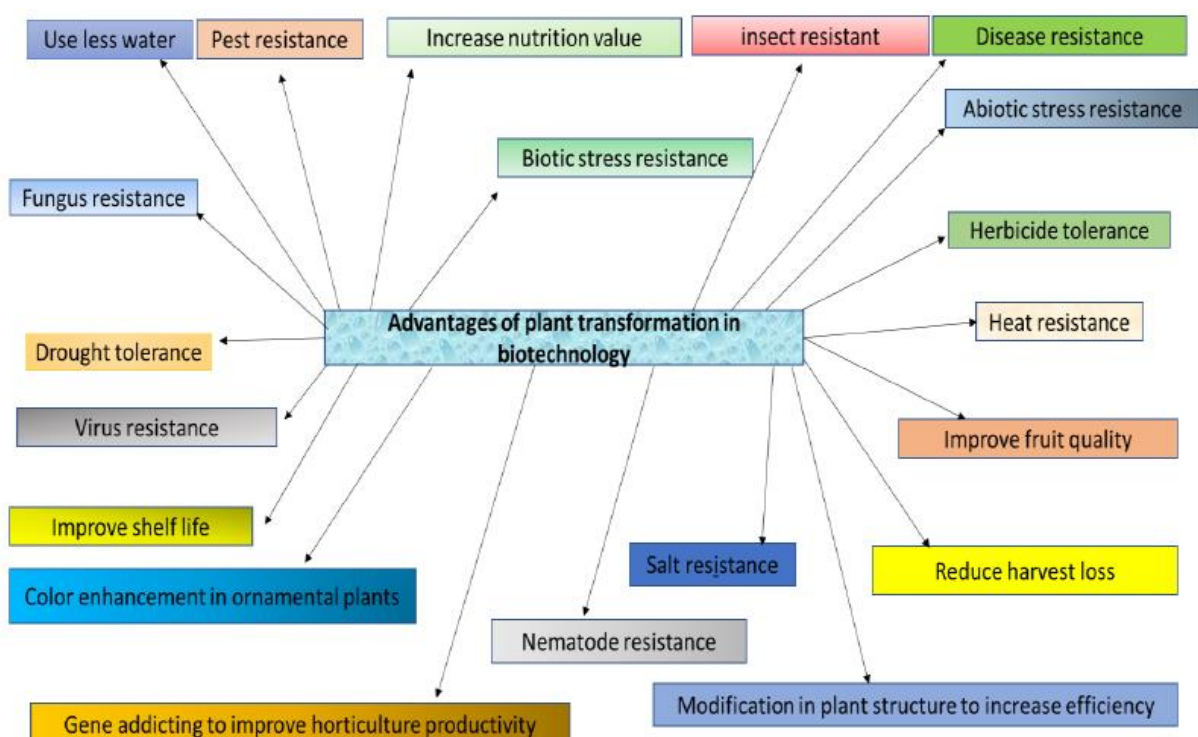 Use less water
Pest resistance
Increase nutrition value
insect resistant
Disease resistance
Abiotic stress resistance
Biotic stress resistance
Fungus resistance
Herbicide tolerance
Advantages of plant transformation in
biotechnology
Heat resistance
Drought tolerance
Virus resistance
Improve fruit quality
Improve shelf life
Salt resistance
Reduce harvest loss
Color enhancement in ornamental plants
Nematode resistance
Modification in plant structure to increase efficiency
Gene addicting to improve horticulture productivity